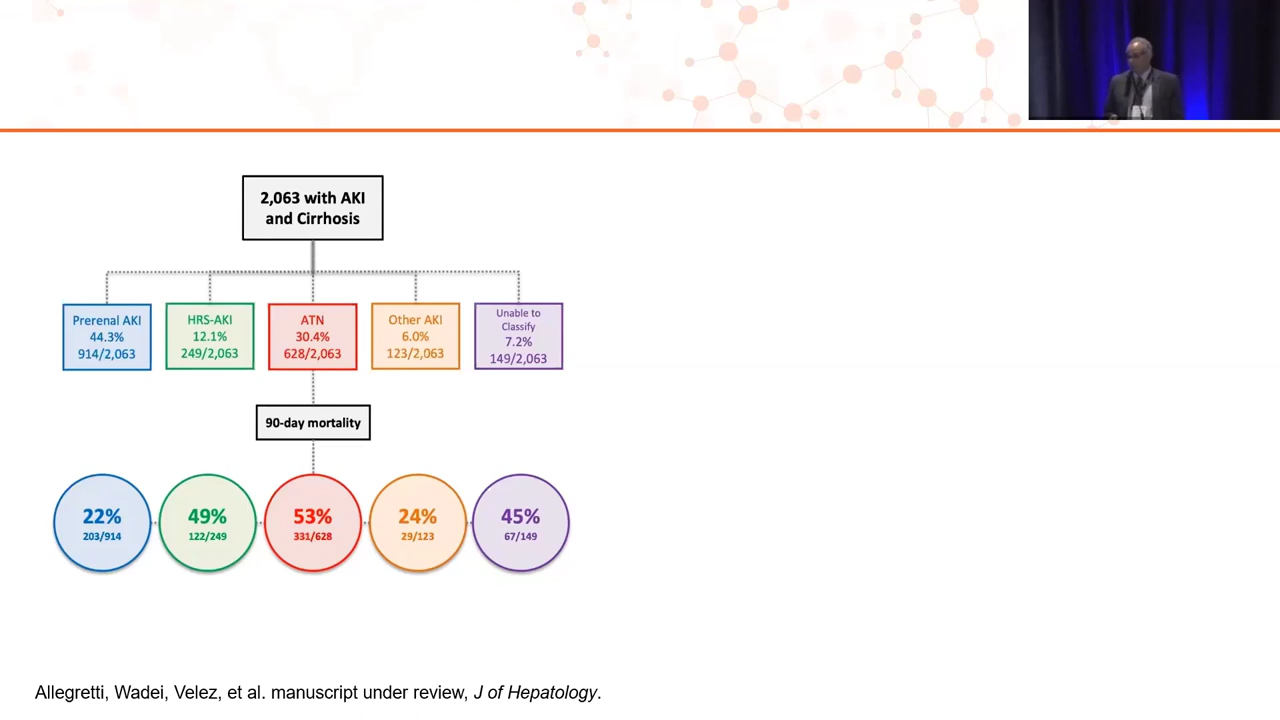 2,063 with AKI
and Cirrhosis
Prerenal AKI
44.3%
914/2,063
HRS-AKI
12.1%
249/2,063
ATN
30.4%
628/2,063
Other AKI
6.0%
123/2,063
Unable to
Classify
7.2%
149/2,063
90-day mortality
22%
203/914
49%
122/249
53%
331/628
24%
29/123
45%
67/149
Allegretti, Wadei, Velez, et al. manuscript under review, J of Hepatology.